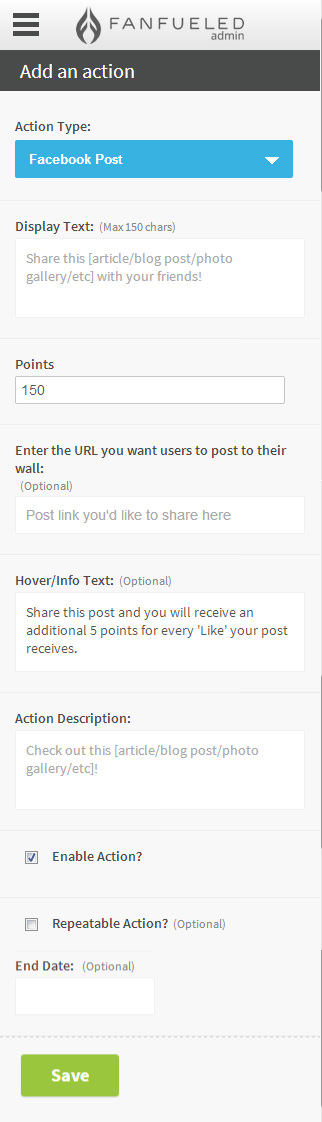 FANFUELED
admin
Add an action
Action Type:
Facebook Post
Display Text: (Max 150 chars)
Share this [article/blog post/photo
gallery/etc] with your friends!
Points
150
Enter the URL you want users to post to their
wall:
(Optional)
Post link you'd like to share here
Hover/Info Text: (Optional)
Share this post and you will receive an
additional 5 points for every 'Like' your post
receives.
Action Description:
Check out this [article/blog post/photo
gallery/etc]!
Enable Action?
Repeatable Action? (Optional)
End Date: (Optional)
Save